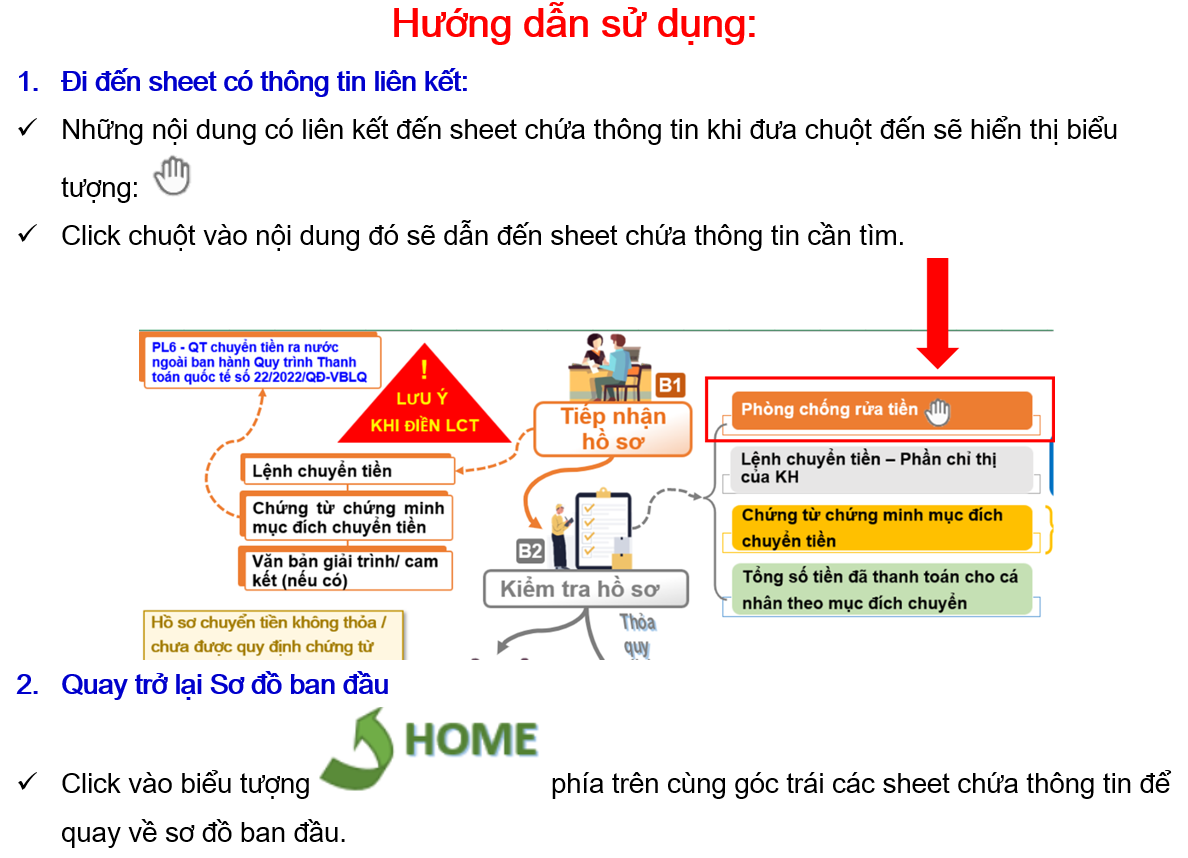 Hướng dẫn sử dụng:
1. Đi đến sheet có thông tin liên kết:
✓ Những nội dung có liên kết đến sheet chứa thông tin khi đưa chuột đến sẽ hiển thị biểu
tượng:
✓ Click chuột vào nội dung đó sẽ dẫn đến sheet chứa thông tin cần tìm.
PL6 - QT chuyển tiền ra nước
ngoài ban hành Quy trình Thanh
toán quốc tế số 22/2022/QĐ-VBLQ
!
LƯU Ý
KHI ĐIỀN LCT
B1
Tiếp nhận
hồ sơ
Lệnh chuyển tiền
Chứng từ chứng minh
mục đích chuyển tiền
Văn bản giải trình/ cam
kết (nếu có)
B2
Kiểm tra hồ sơ
Phòng chống rửa tiền
Lệnh chuyển tiền – Phần chỉ thị
của KH
Chứng từ chứng minh mục đích
chuyển tiền
Tổng số tiền đã thanh toán cho cá
nhân theo mục đích chuyển
Hồ sơ chuyển tiền không thỏa /
chưa được quy định chứng từ
Thỏa
quy
2. Quay trở lại Sơ đồ ban đầu
✓ Click vào biểu tượng HOME phía trên cùng góc trái các sheet chứa thông tin để
quay về sơ đồ ban đầu.